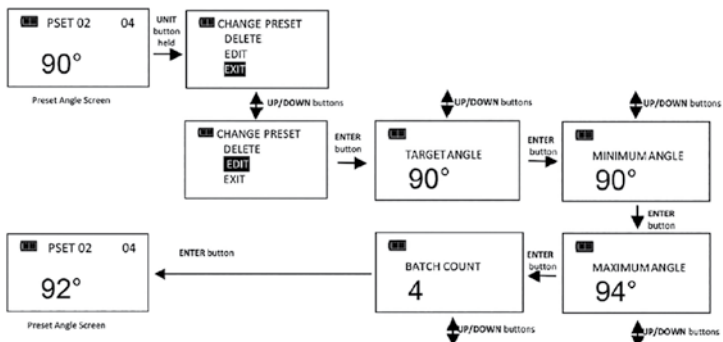 PSET 02 04
90°
Preset Angle Screen
UNIT
button
held
CHANGE PRESET
DELETE
EDIT
EXIT
UP/DOWN buttons
UP/DOWN buttons
UP/DOWN buttons
CHANGE PRESET
DELETE
EDIT
EXIT
ENTER
button
TARGET ANGLE
90°
ENTER
button
MINIMUM ANGLE
90°
ENTER
button
PSET 02 04
92°
Preset Angle Screen
ENTER button
BATCH COUNT
4
ENTER
button
MAXIMUM ANGLE
94°
UP/DOWN buttons
UP/DOWN buttons